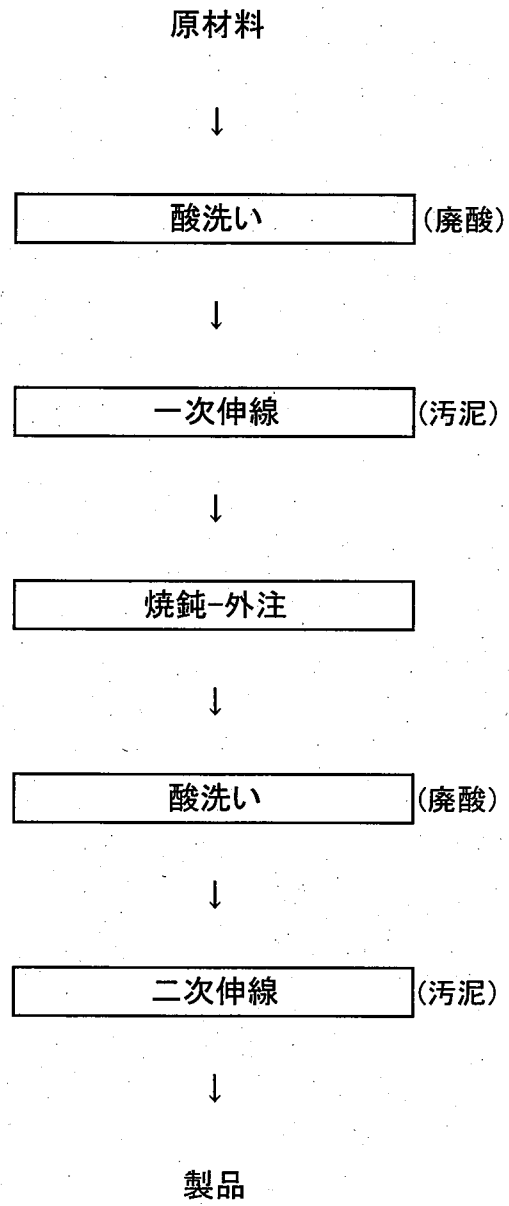 原材料
↓
酸洗い (廃酸)
↓
一次伸線 (汚泥)
↓
焼鈍-外注
↓
酸洗い (廃酸)
↓
二次伸線 (汚泥)
↓
製品